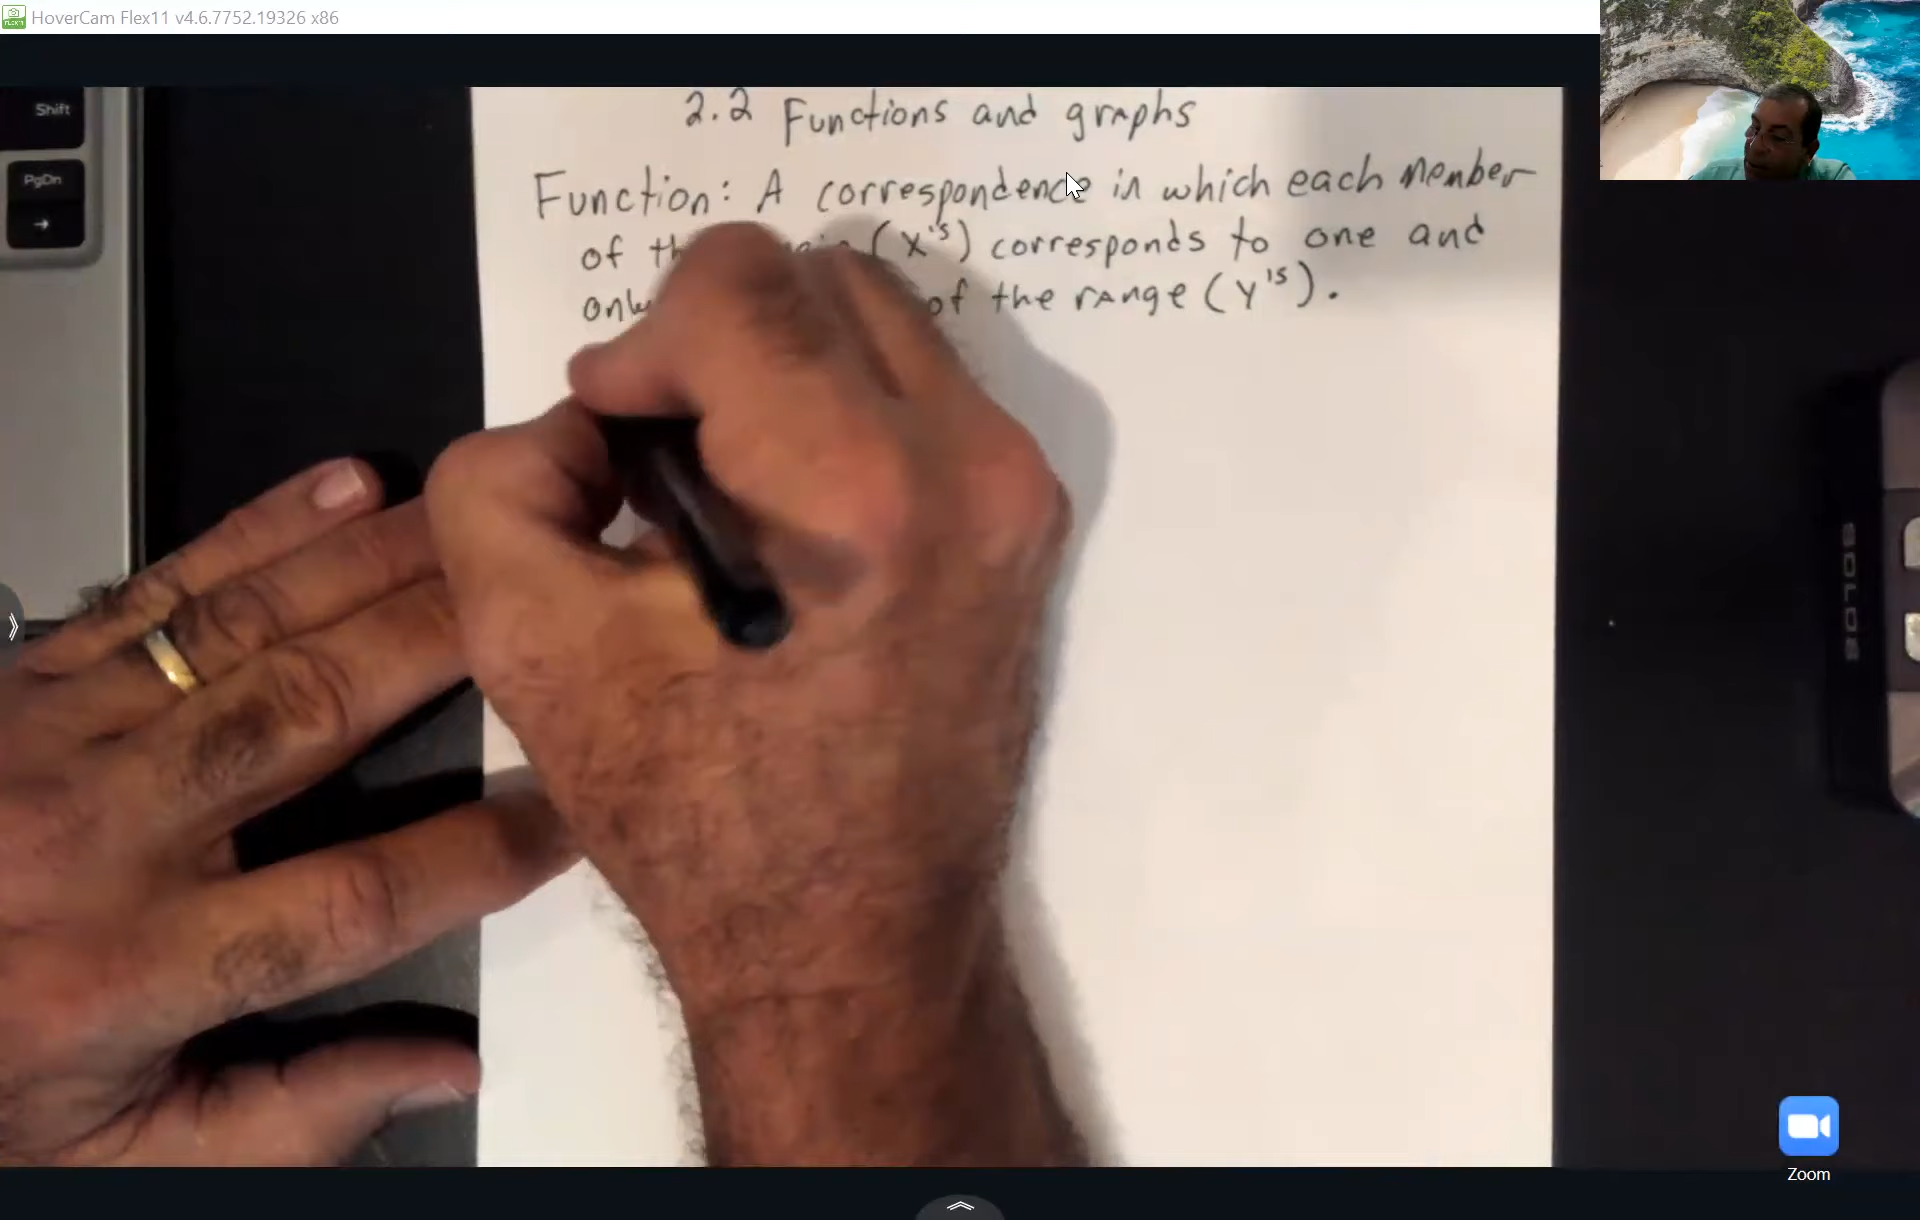 HoverCam Flex11 v4.6.7752.19326 x86
Shift
PgDn
→
2.2 Functions and graphs
Function: A correspondence in which each member
of (x's) corresponds to one and
of the range (y's).
SOLOS
Zoom